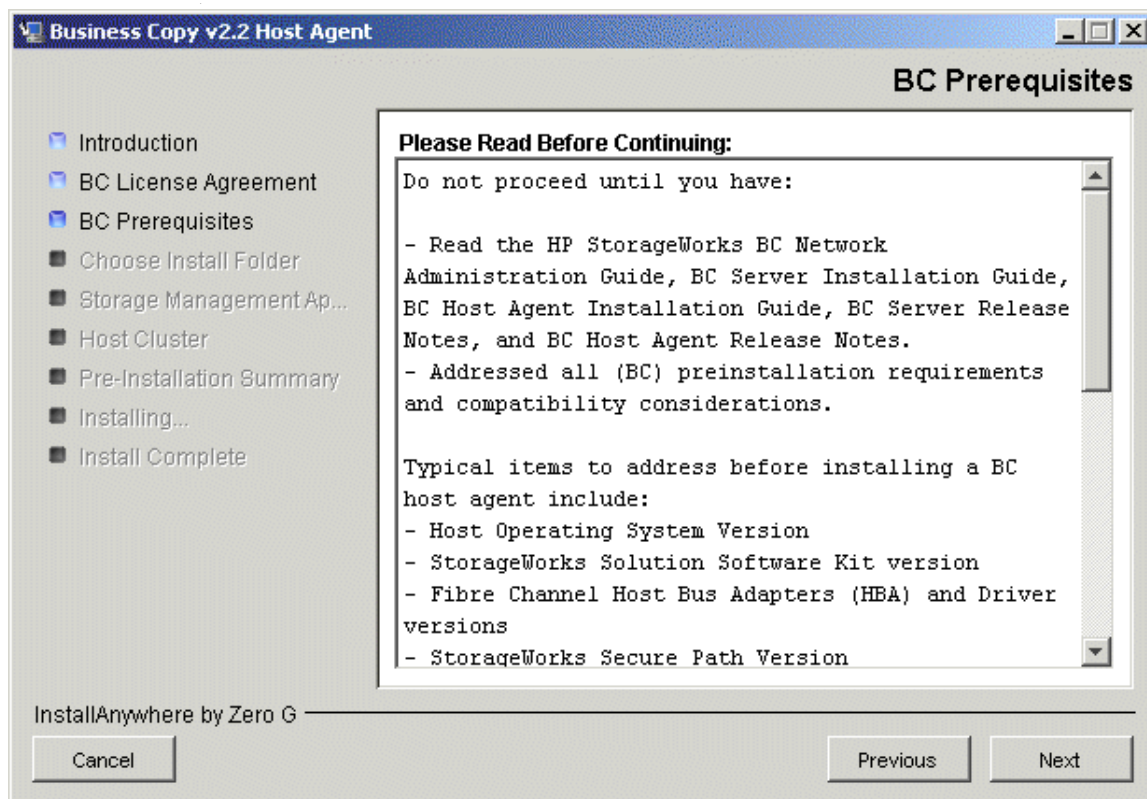 Business Copy v2.2 Host Agent
BC Prerequisites
Introduction
BC License Agreement
BC Prerequisites
Choose Install Folder
Storage Management Ap...
Host Cluster
Pre-Installation Summary
Installing...
Install Complete
Please Read Before Continuing:
Do not proceed until you have:
- Read the HP StorageWorks BC Network
Administration Guide, BC Server Installation Guide,
BC Host Agent Installation Guide, BC Server Release
Notes, and BC Host Agent Release Notes.
- Addressed all (BC) preinstallation requirements
and compatibility considerations.
Typical items to address before installing a BC
host agent include:
- Host Operating System Version
- StorageWorks Solution Software Kit version
- Fibre Channel Host Bus Adapters (HBA) and Driver
versions
- StorageWorks Secure Path Version
InstallAnywhere by Zero G
Cancel
Previous
Next